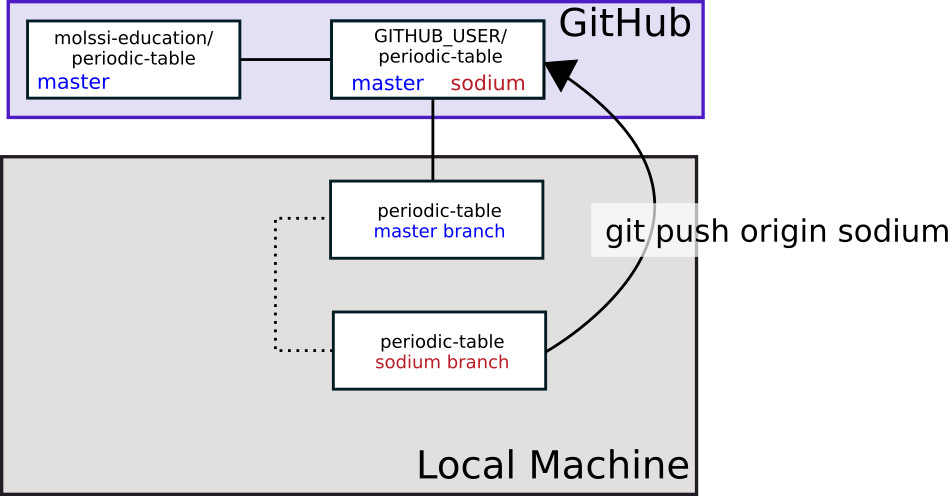 GitHub
molssi-education/
periodic-table
master
GITHUB_USER/
periodic-table
master sodium
periodic-table
master branch
git push origin sodium
periodic-table
sodium branch
Local Machine